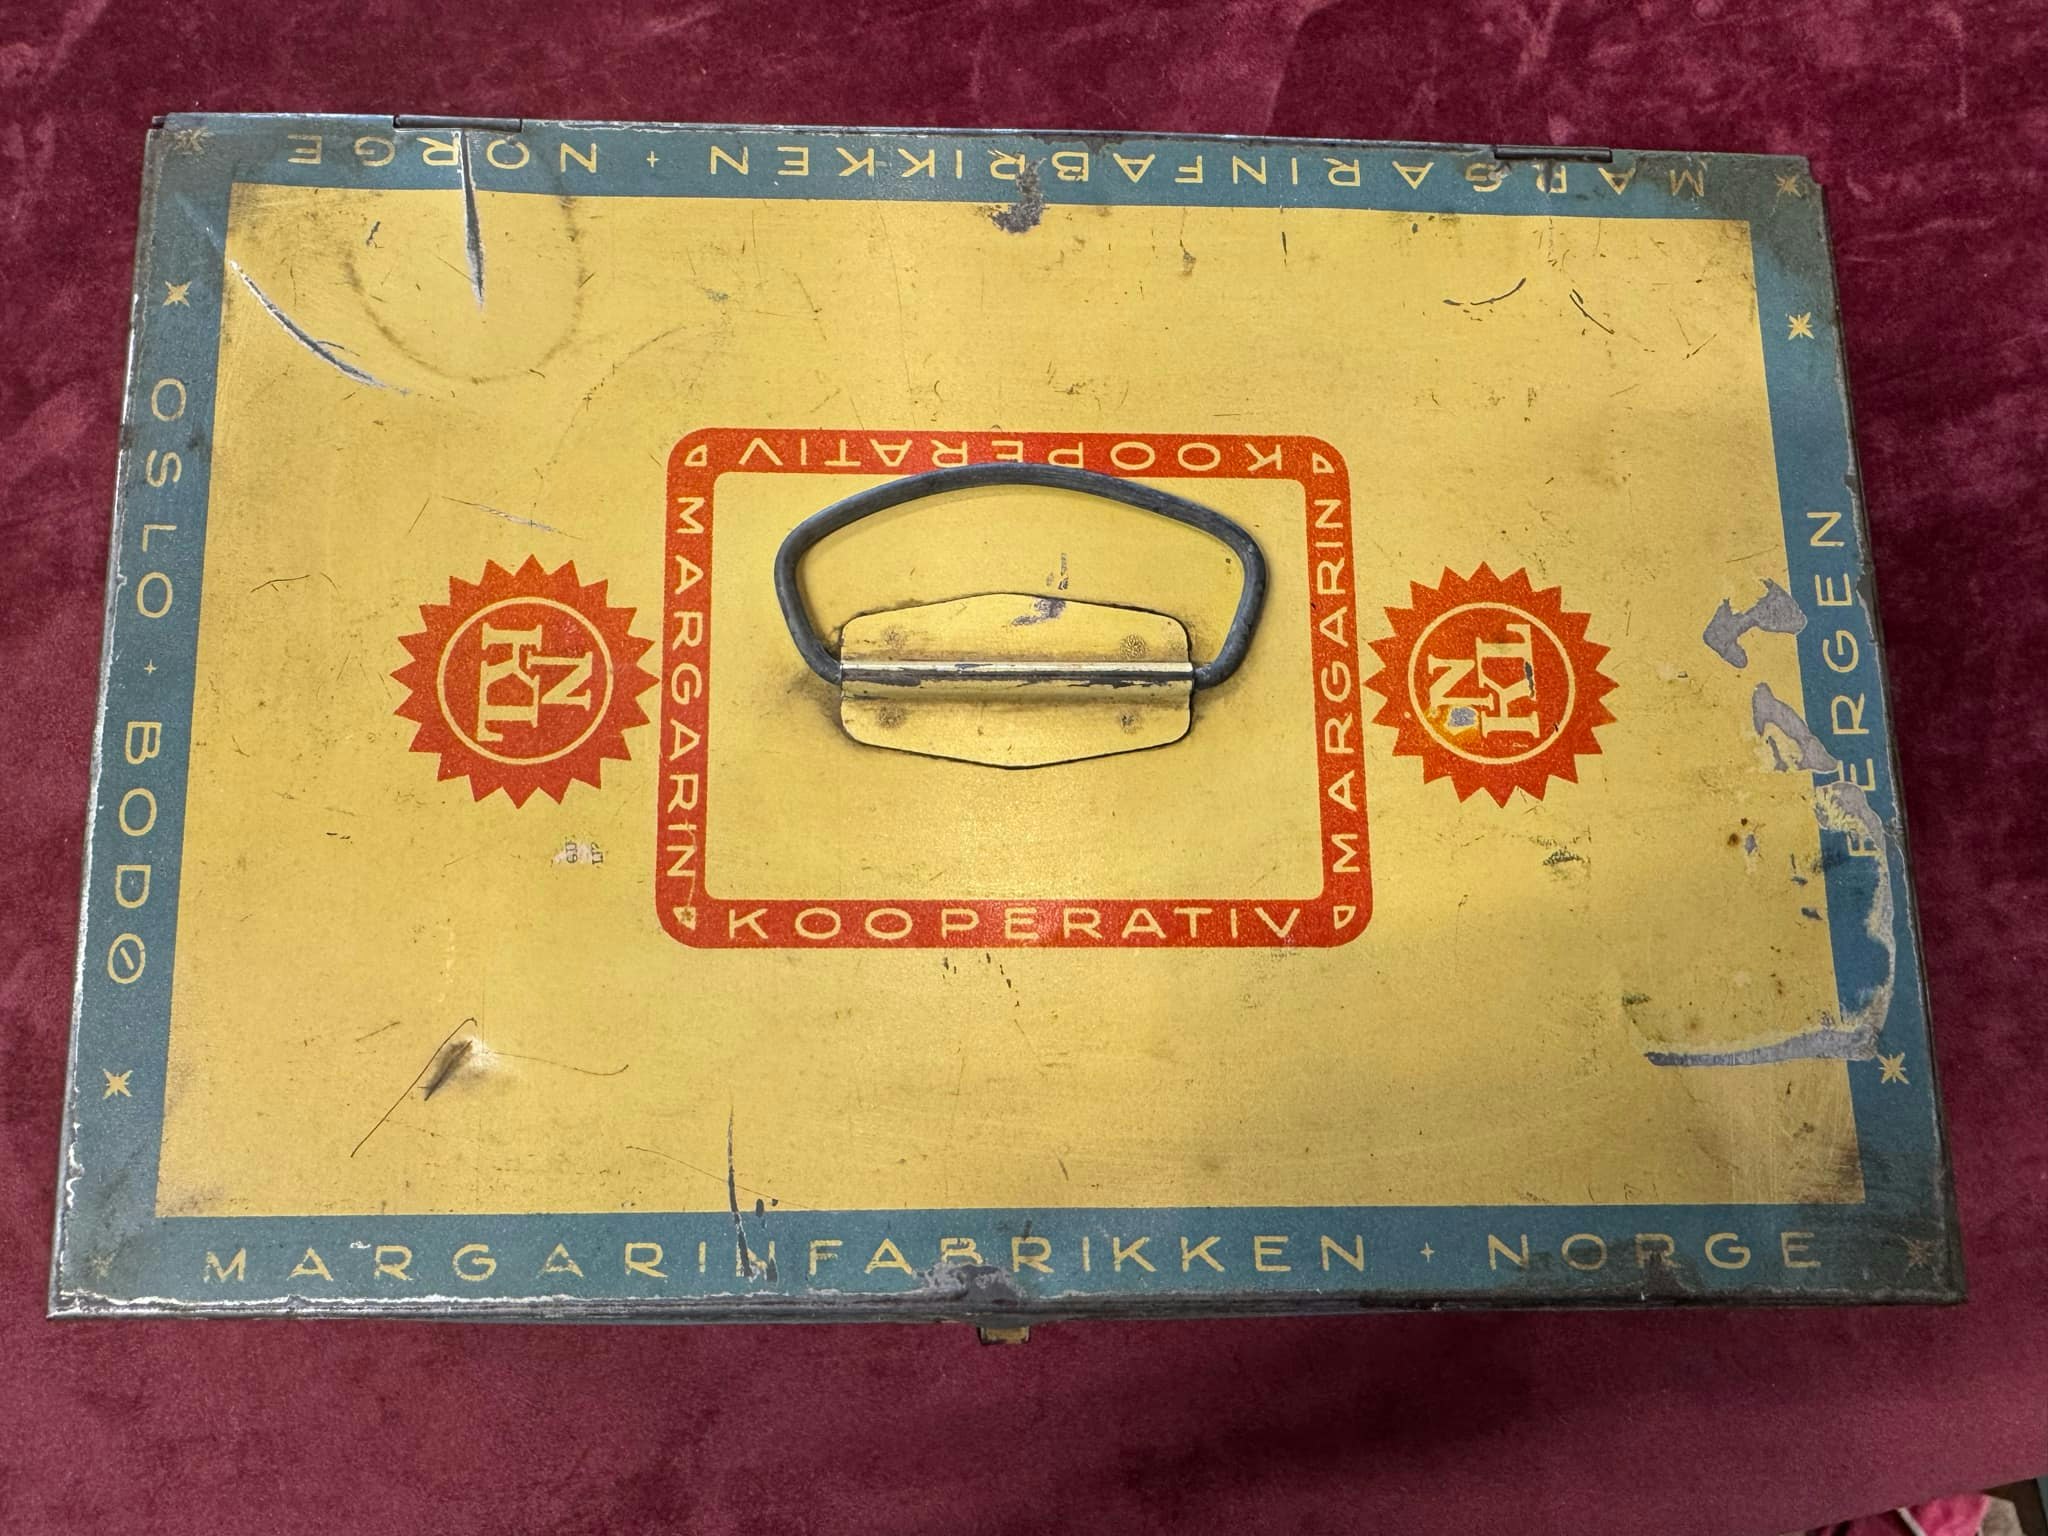 MARGARINFABRIKKEN + NORGE
OSLO + BODØ
KOOPERATIV
MARGARIN
MARGARIN
NKL
NKL
BERGEN
KOOPERATIV
MARGARINFABRIKKEN + NORGE